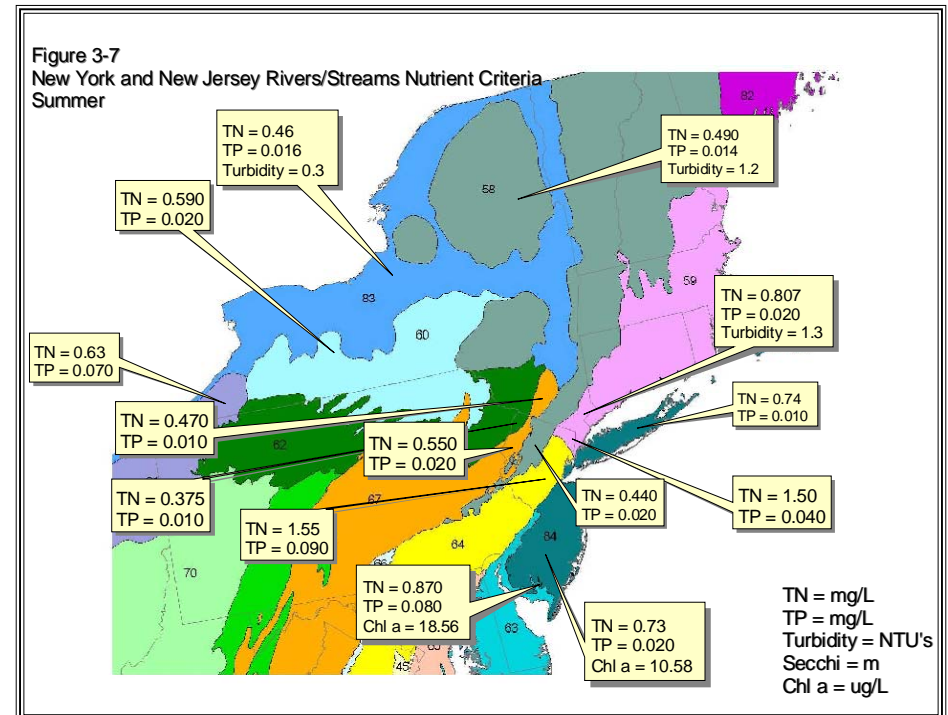 Figure 3-7
New York and New Jersey Rivers/Streams Nutrient Criteria
Summer
82
TN = 0.46
TP = 0.016
Turbidity = 0.3
TN = 0.490
TP = 0.014
Turbidity = 1.2
58
TN = 0.590
TP = 0.020
59
83
60
TN = 0.807
TP = 0.020
Turbidity = 1.3
TN = 0.63
TP = 0.070
TN = 0.74
TP = 0.010
TN = 0.470
TP = 0.010
62
TN = 0.550
TP = 0.020
TN = 0.375
TP = 0.010
67
TN = 0.440
TP = 0.020
TN = 1.50
TP = 0.040
TN = 1.55
TP = 0.090
64
84
70
TN = 0.870
TP = 0.080
Chl a = 18.56
TN = 0.73
TP = 0.020
Chl a = 10.58
63
45
TN = mg/L
TP = mg/L
Turbidity = NTU's
Secchi = m
Chl a = ug/L